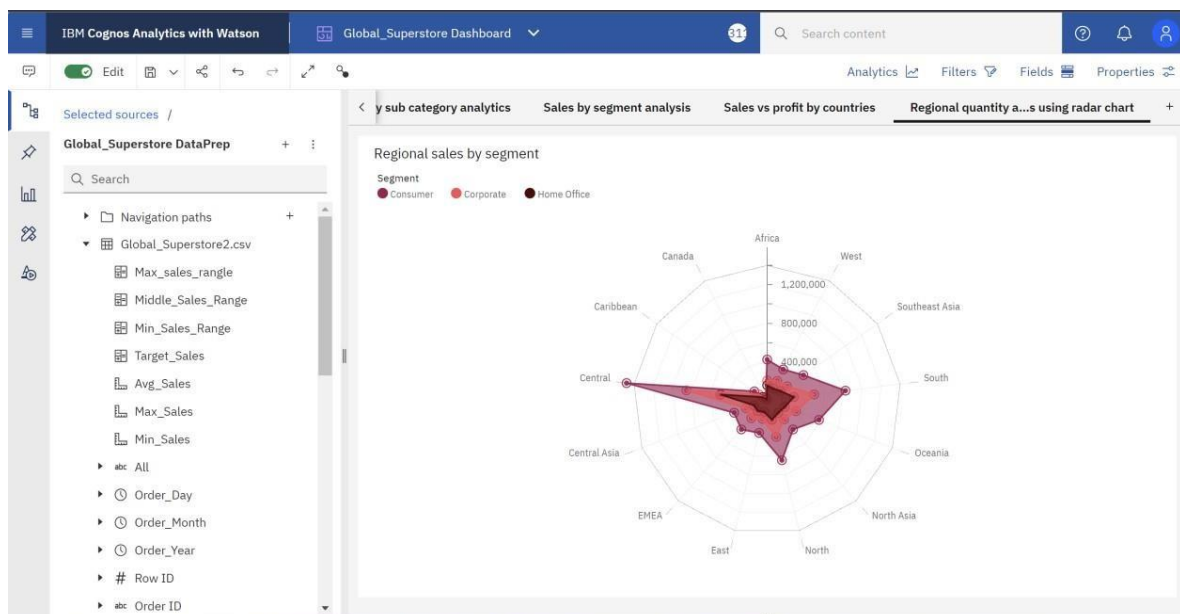 IBM Cognos Analytics with Watson
Global_Superstore Dashboard
Search content
Edit
Analytics
Filters
Fields
Properties
Selected sources /
y sub category analytics
Sales by segment analysis
Sales vs profit by countries
Regional quantity a...s using radar chart
+
Global_Superstore DataPrep
+
Search
Navigation paths
+
Global_Superstore2.csv
Max_sales_rangle
Middle_Sales_Range
Min_Sales_Range
Target_Sales
Avg_Sales
Max_Sales
Min_Sales
abc All
Order_Day
Order_Month
Order_Year
# Row ID
abc Order ID
Regional sales by segment
Segment
Consumer Corporate Home Office
Africa
Canada
West
1,200,000
Caribbean
Southeast Asia
800,000
400,000
Central
South
Central Asia
Oceania
EMEA
North Asia
East
North